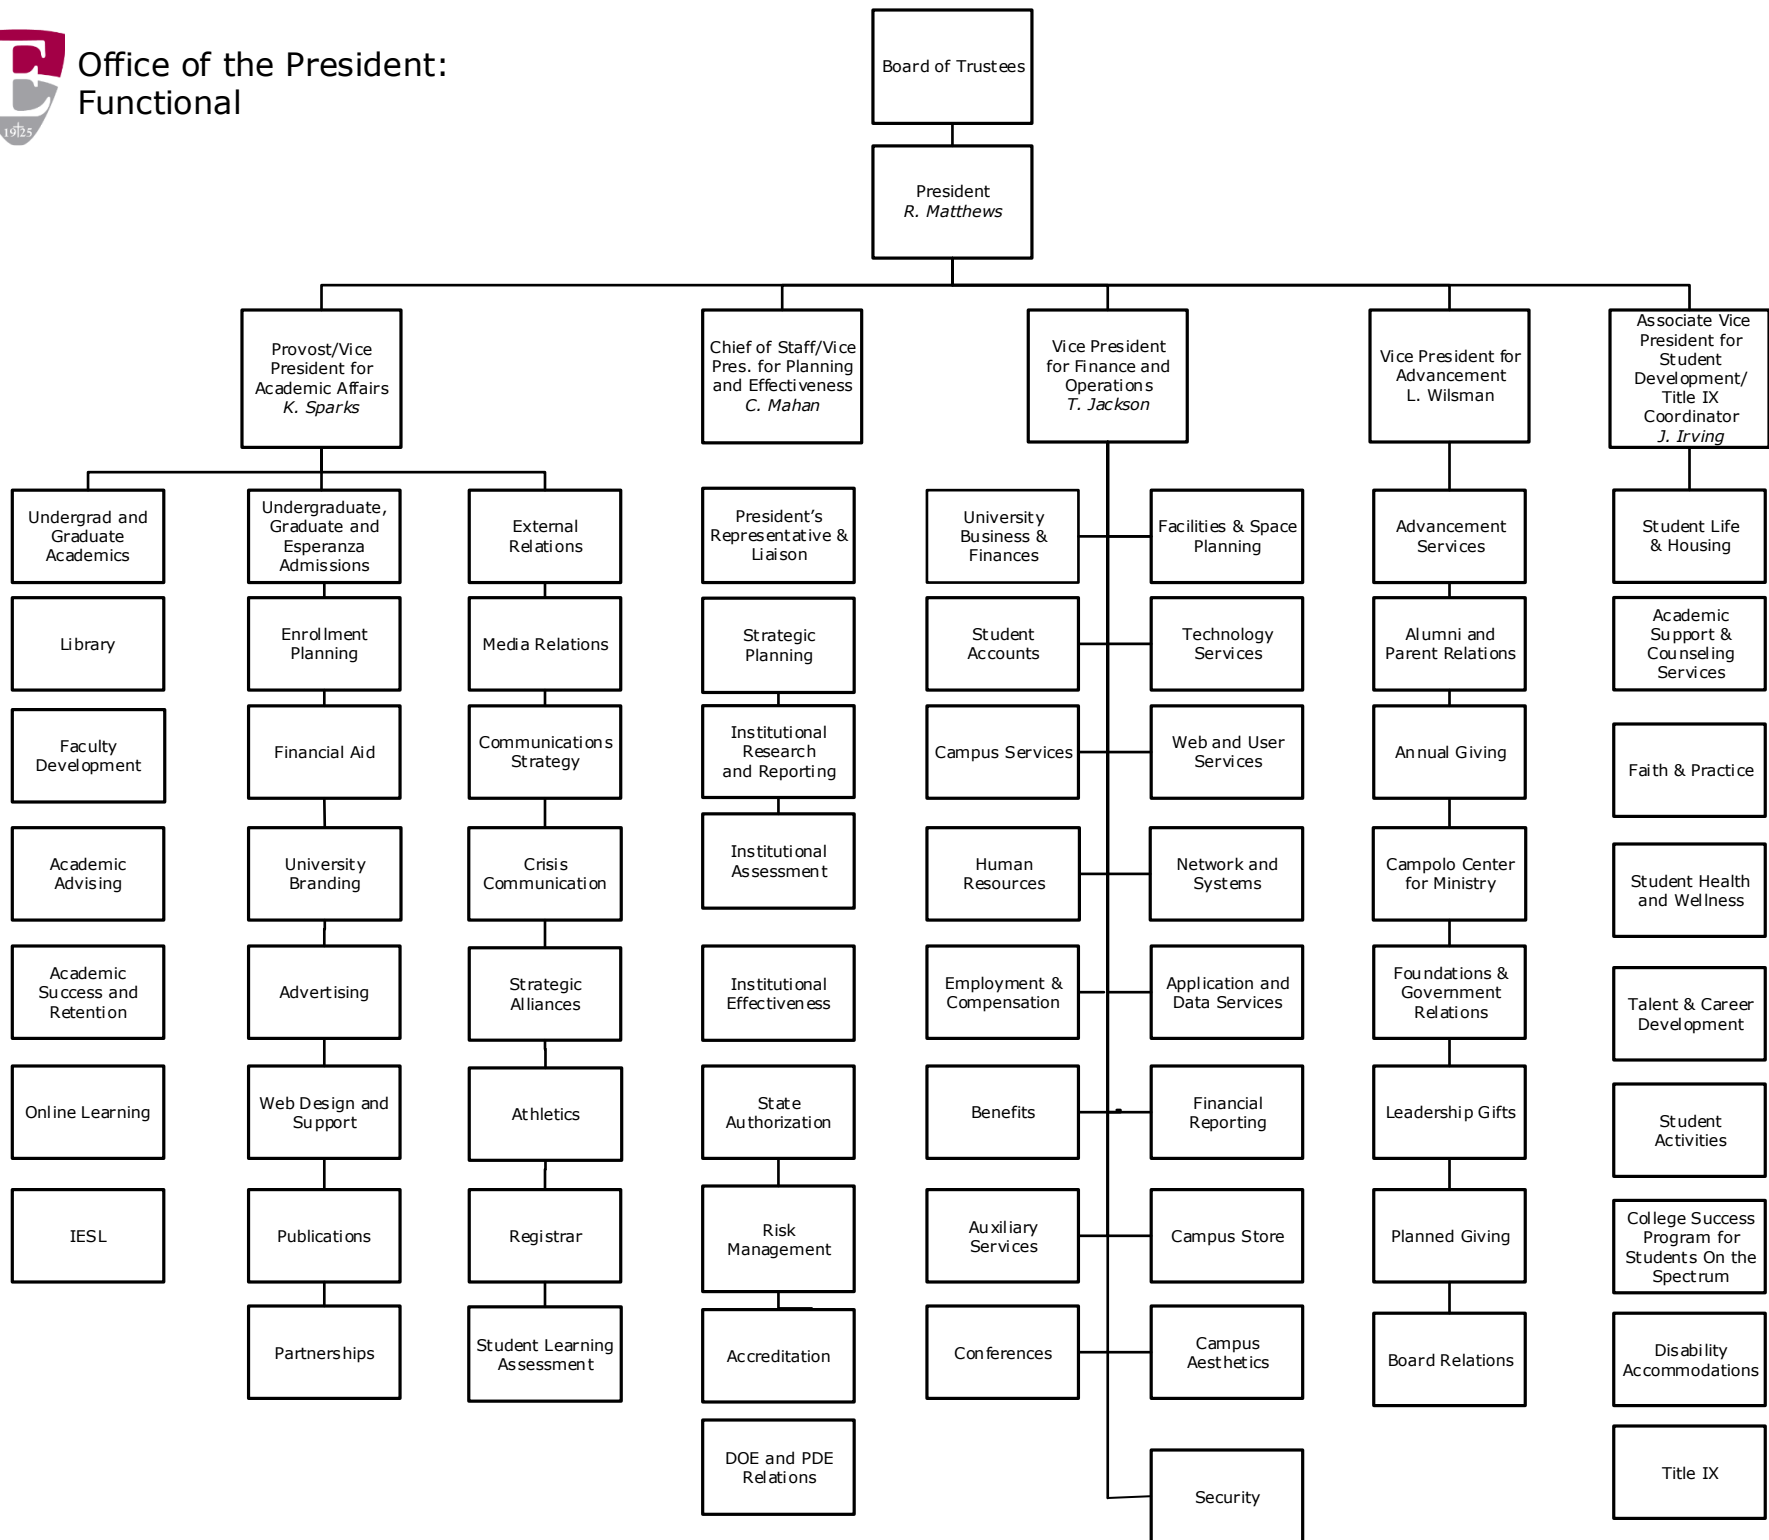 Office of the President:
Functional
1925
Board of Trustees
President
R. Matthews
Provost/Vice
President for
Academic Affairs
K. Sparks
Chief of Staff/Vice
Pres. for Planning
and Effectiveness
C. Mahan
Vice President
for Finance and
Operations
T. Jackson
Vice President for
Advancement
L. Wilsman
Associate Vice
President for
Student
Development/
Title IX
Coordinator
J. Irving
Undergrad and
Graduate
Academics
Library
Faculty
Development
Academic
Advising
Academic
Success and
Retention
Online Learning
IESL
Undergraduate,
Graduate and
Esperanza
Admissions
Enrollment
Planning
Financial Aid
University
Branding
Advertising
Web Design and
Support
Publications
Partnerships
External
Relations
Media Relations
Communications
Strategy
Crisis
Communication
Strategic
Alliances
Athletics
Registrar
Student Learning
Assessment
President’s
Representative &
Liaison
Strategic
Planning
Institutional
Research
and Reporting
Institutional
Assessment
Institutional
Effectiveness
State
Authorization
Risk
Management
Accreditation
DOE and PDE
Relations
University
Business &
Finances
Student
Accounts
Campus Services
Human
Resources
Employment &
Compensation
Benefits
Auxiliary
Services
Conferences
Facilities & Space
Planning
Technology
Services
Web and User
Services
Network and
Systems
Application and
Data Services
Financial
Reporting
Campus Store
Campus
Aesthetics
Security
Advancement
Services
Alumni and
Parent Relations
Annual Giving
Campolo Center
for Ministry
Foundations &
Government
Relations
Leadership Gifts
Planned Giving
Board Relations
Student Life
& Housing
Academic
Support &
Counseling
Services
Faith & Practice
Student Health
and Wellness
Talent & Career
Development
Student
Activities
College Success
Program for
Students On the
Spectrum
Disability
Accommodations
Title IX